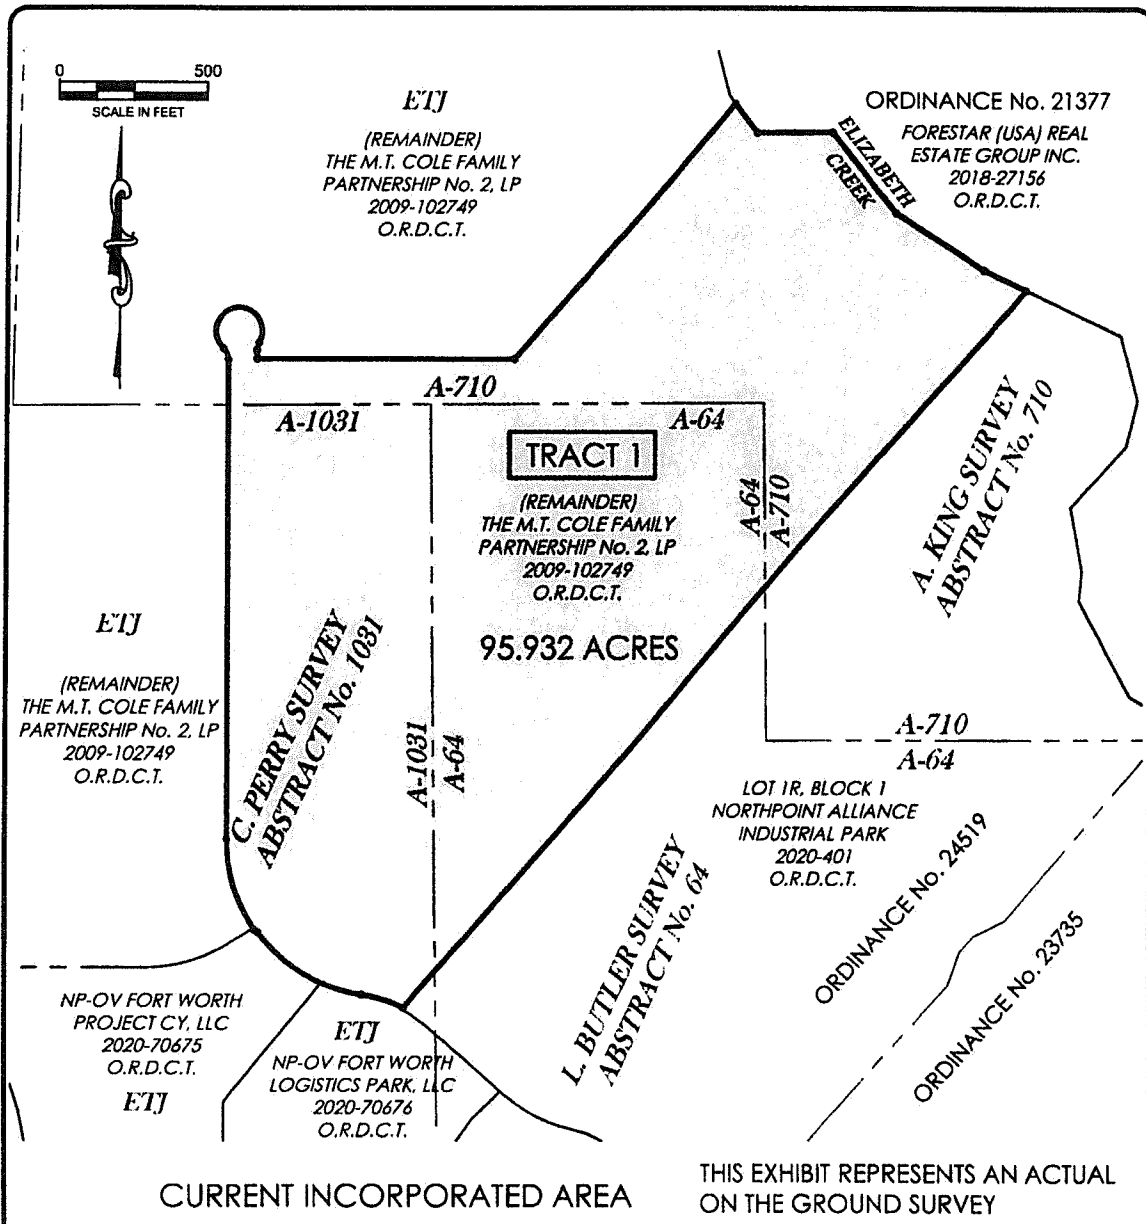 0 500
SCALE IN FEET
ETJ
(REMAINDER)
THE M.T. COLE FAMILY
PARTNERSHIP No. 2, LP
2009-102749
O.R.D.C.T.
ORDINANCE No. 21377
FORESTAR (USA) REAL
ESTATE GROUP INC.
2018-27156
O.R.D.C.T.
ELIZABETH
CREEK
A-710
A-1031
A-64
TRACT 1
(REMAINDER)
THE M.T. COLE FAMILY
PARTNERSHIP No. 2, LP
2009-102749
O.R.D.C.T.
95.932 ACRES
A-64
A-710
A. KING SURVEY
ABSTRACT No. 710
ETJ
(REMAINDER)
THE M.T. COLE FAMILY
PARTNERSHIP No. 2, LP
2009-102749
O.R.D.C.T.
C. PERRY SURVEY
ABSTRACT No. 1031
A-1031
A-64
A-710
A-64
LOT 1R, BLOCK 1
NORTHPOINT ALLIANCE
INDUSTRIAL PARK
2020-401
O.R.D.C.T.
L. BUTLER SURVEY
ABSTRACT No. 64
ORDINANCE No. 24519
ORDINANCE No. 23735
NP-OV FORT WORTH
PROJECT CY, LLC
2020-70675
O.R.D.C.T.
ETJ
ETJ
NP-OV FORT WORTH
LOGISTICS PARK, LLC
2020-70676
O.R.D.C.T.
CURRENT INCORPORATED AREA
THIS EXHIBIT REPRESENTS AN ACTUAL
ON THE GROUND SURVEY